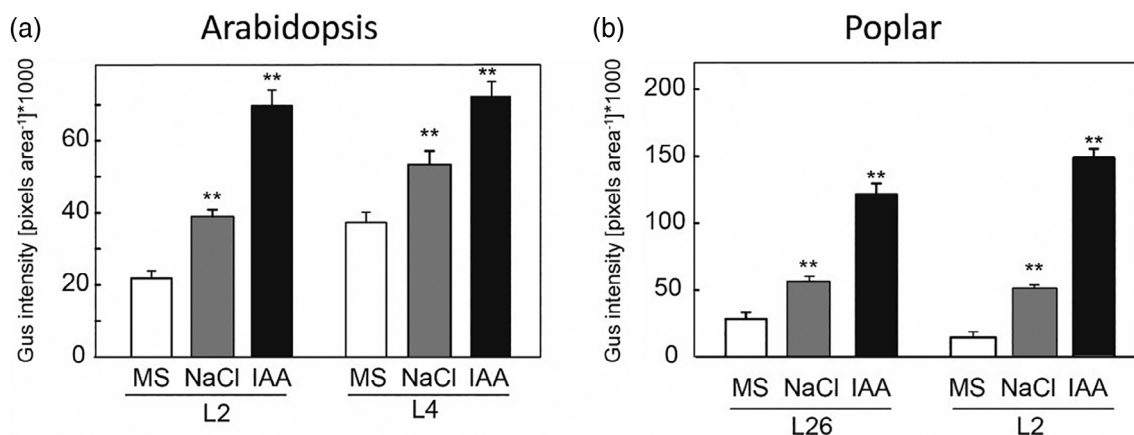 (a) Arabidopsis
Gus intensity [pixels area⁻¹]*1000
60
40
20
0
** ** ** **
MS NaCl IAA MS NaCl IAA
L2 L4
(b) Poplar
Gus intensity [pixels area⁻¹]*1000
200
150
100
50
0
** ** ** **
MS NaCl IAA MS NaCl IAA
L26 L2